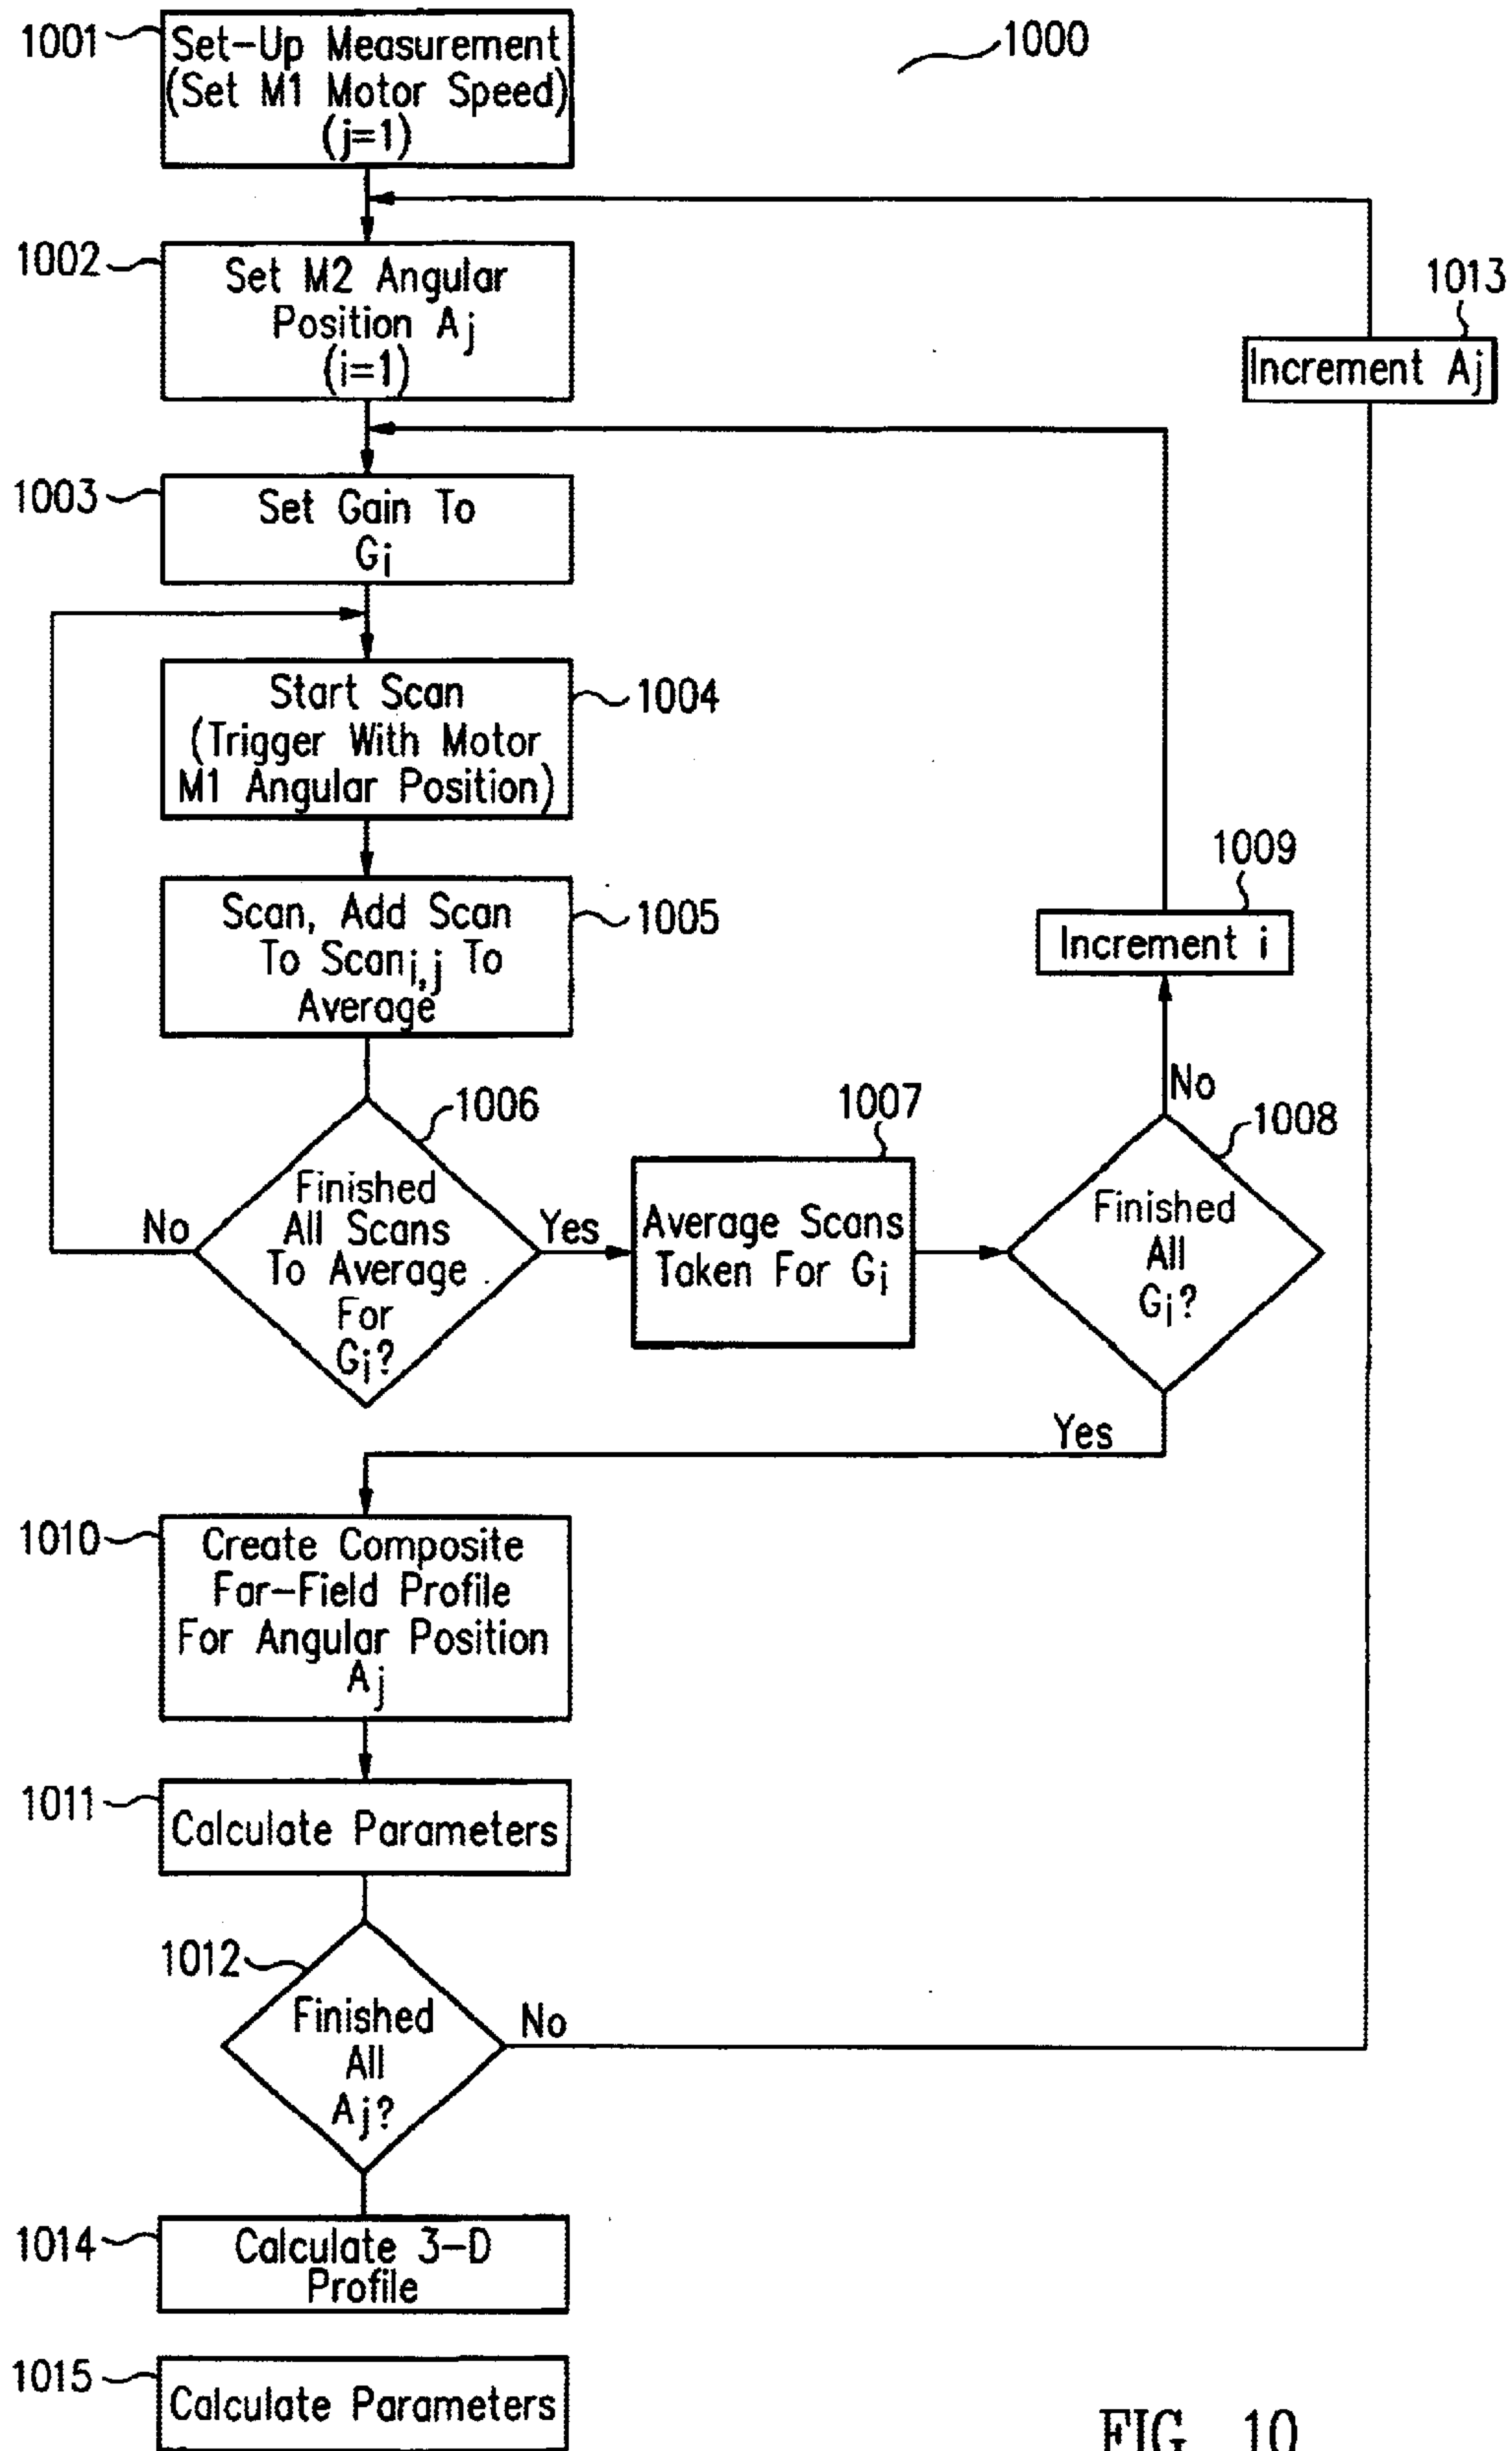 1001
Set-Up Measurement
(Set M1 Motor Speed)
(j=1)
1000
1002
Set M2 Angular
Position Aj
(i=1)
1013
Increment Aj
1003
Set Gain To
Gi
Start Scan
(Trigger With Motor
M1 Angular Position)
1004
Scan, Add Scan
To Scani,j To
Average
1005
1009
Increment i
1006
Finished
All Scans
To Average
For
Gi?
No
Yes
1007
Average Scans
Taken For Gi
1008
Finished
All
Gi?
No
Yes
1010
Create Composite
Far-Field Profile
For Angular Position
Aj
1011
Calculate Parameters
1012
Finished
All
Aj?
No
1014
Calculate 3-D
Profile
1015
Calculate Parameters
FIG. 10